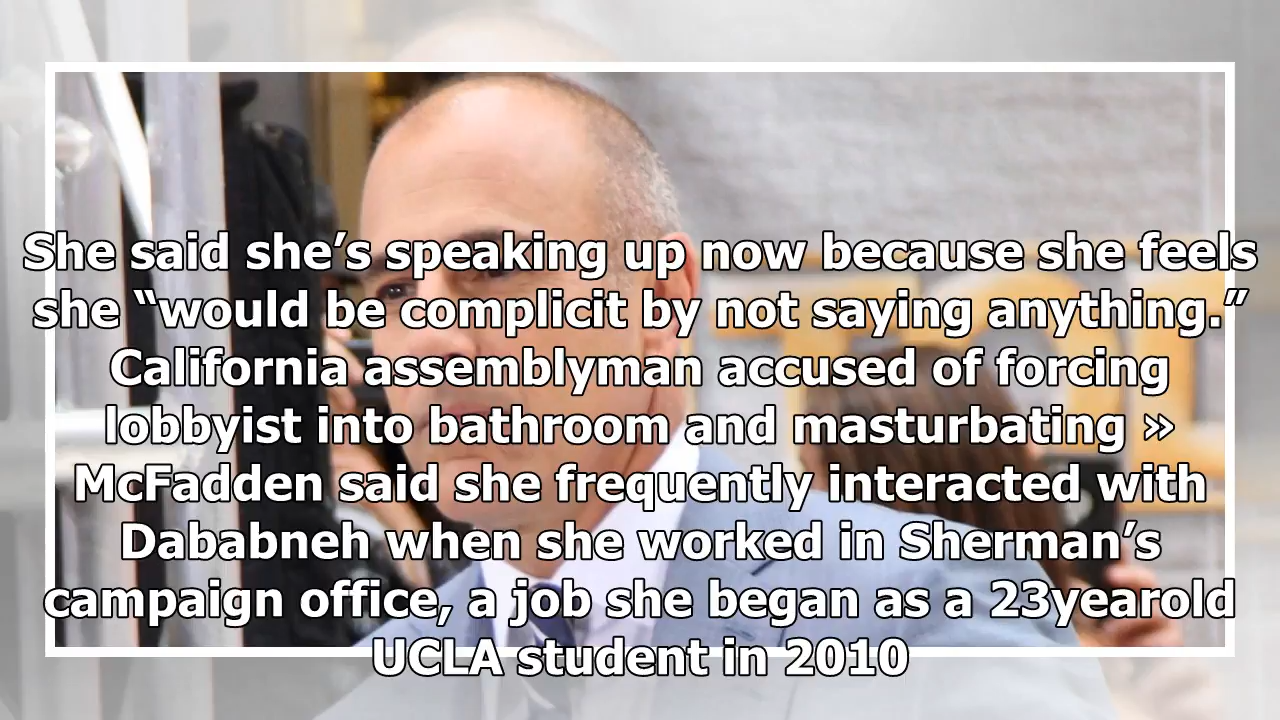 She said she’s speaking up now because she feels
she “would be complicit by not saying anything.”
California assemblyman accused of forcing
lobbyist into bathroom and masturbating »
McFadden said she frequently interacted with
Dababneh when she worked in Sherman’s
campaign office, a job she began as a 23yearold
UCLA student in 2010